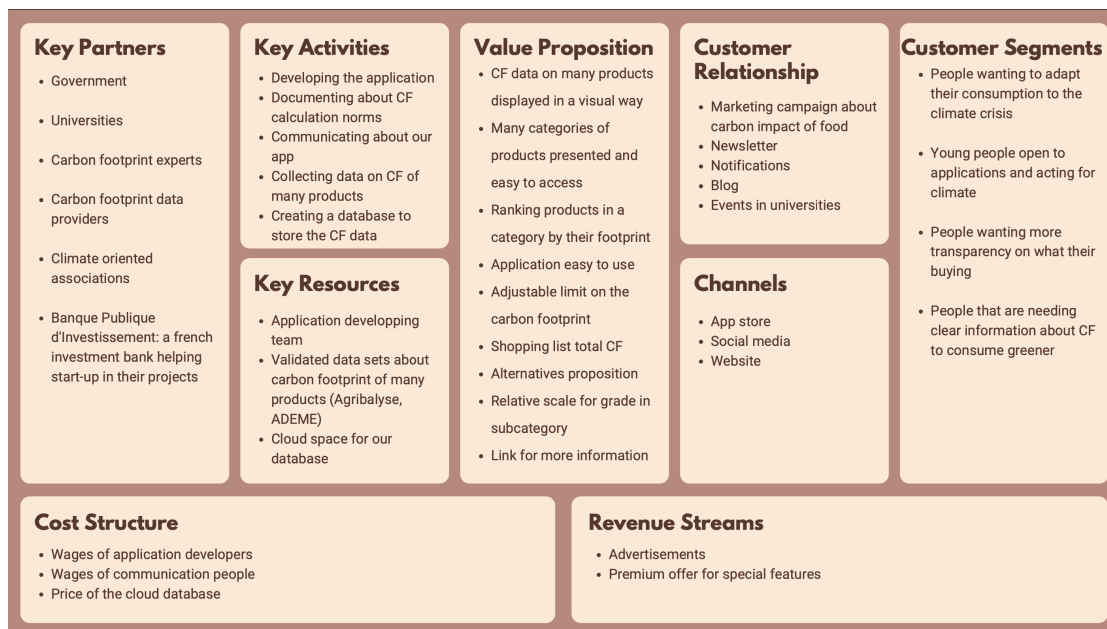 Key Partners
• Government
• Universities
• Carbon footprint experts
• Carbon footprint data
providers
• Climate oriented
associations
• Banque Publique
d'Investissement: a french
investment bank helping
start-up in their projects
Key Activities
• Developing the application
• Documenting about CF
calculation norms
• Communicating about our
app
• Collecting data on CF of
many products
• Creating a database to
store the CF data
Key Resources
• Application developping
team
• Validated data sets about
carbon footprint of many
products (Agribalyse,
ADEME)
• Cloud space for our
database
Value Proposition
• CF data on many products
displayed in a visual way
• Many categories of
products presented and
easy to access
• Ranking products in a
category by their footprint
• Application easy to use
• Adjustable limit on the
carbon footprint
• Shopping list total CF
• Alternatives proposition
• Relative scale for grade in
subcategory
• Link for more information
Customer
Relationship
• Marketing campaign about
carbon impact of food
• Newsletter
• Notifications
• Blog
• Events in universities
Channels
• App store
• Social media
• Website
Customer Segments
• People wanting to adapt
their consumption to the
climate crisis
• Young people open to
applications and acting for
climate
• People wanting more
transparency on what their
buying
• People that are needing
clear information about CF
to consume greener
Cost Structure
• Wages of application developers
• Wages of communication people
• Price of the cloud database
Revenue Streams
• Advertisements
• Premium offer for special features